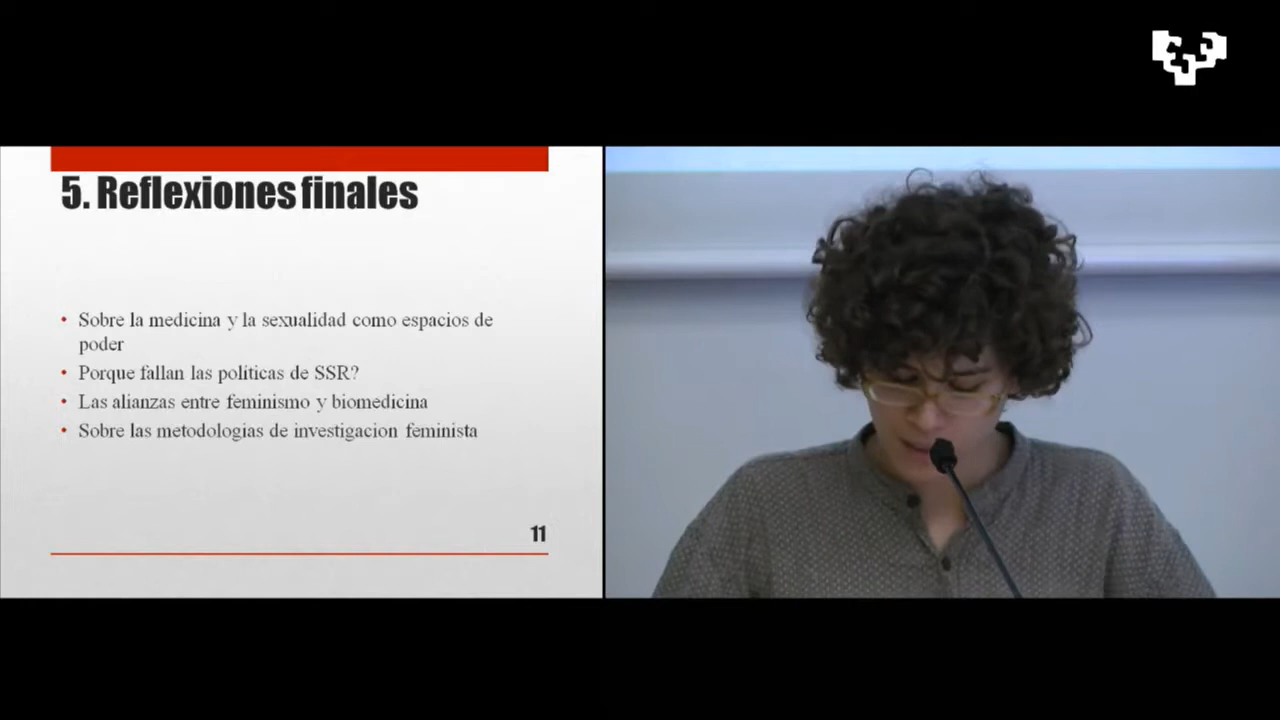 5. Reflexiones finales
• Sobre la medicina y la sexualidad como espacios de
poder
• Porque fallan las políticas de SSR?
• Las alianzas entre feminismo y biomedicina
• Sobre las metodologias de investigacion feminista
11